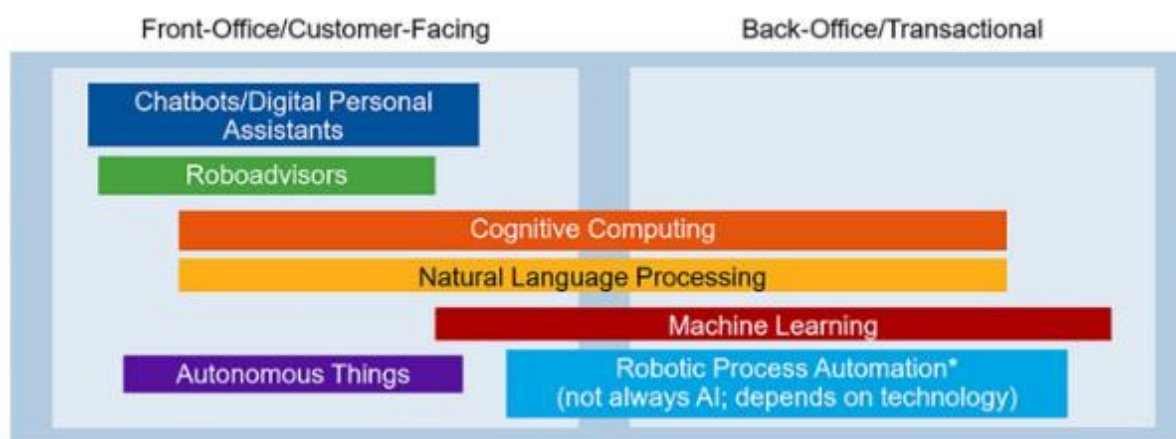 Front-Office/Customer-Facing
Back-Office/Transactional
Chatbots/Digital Personal
Assistants
Roboadvisors
Cognitive Computing
Natural Language Processing
Machine Learning
Autonomous Things
Robotic Process Automation*
(not always AI; depends on technology)